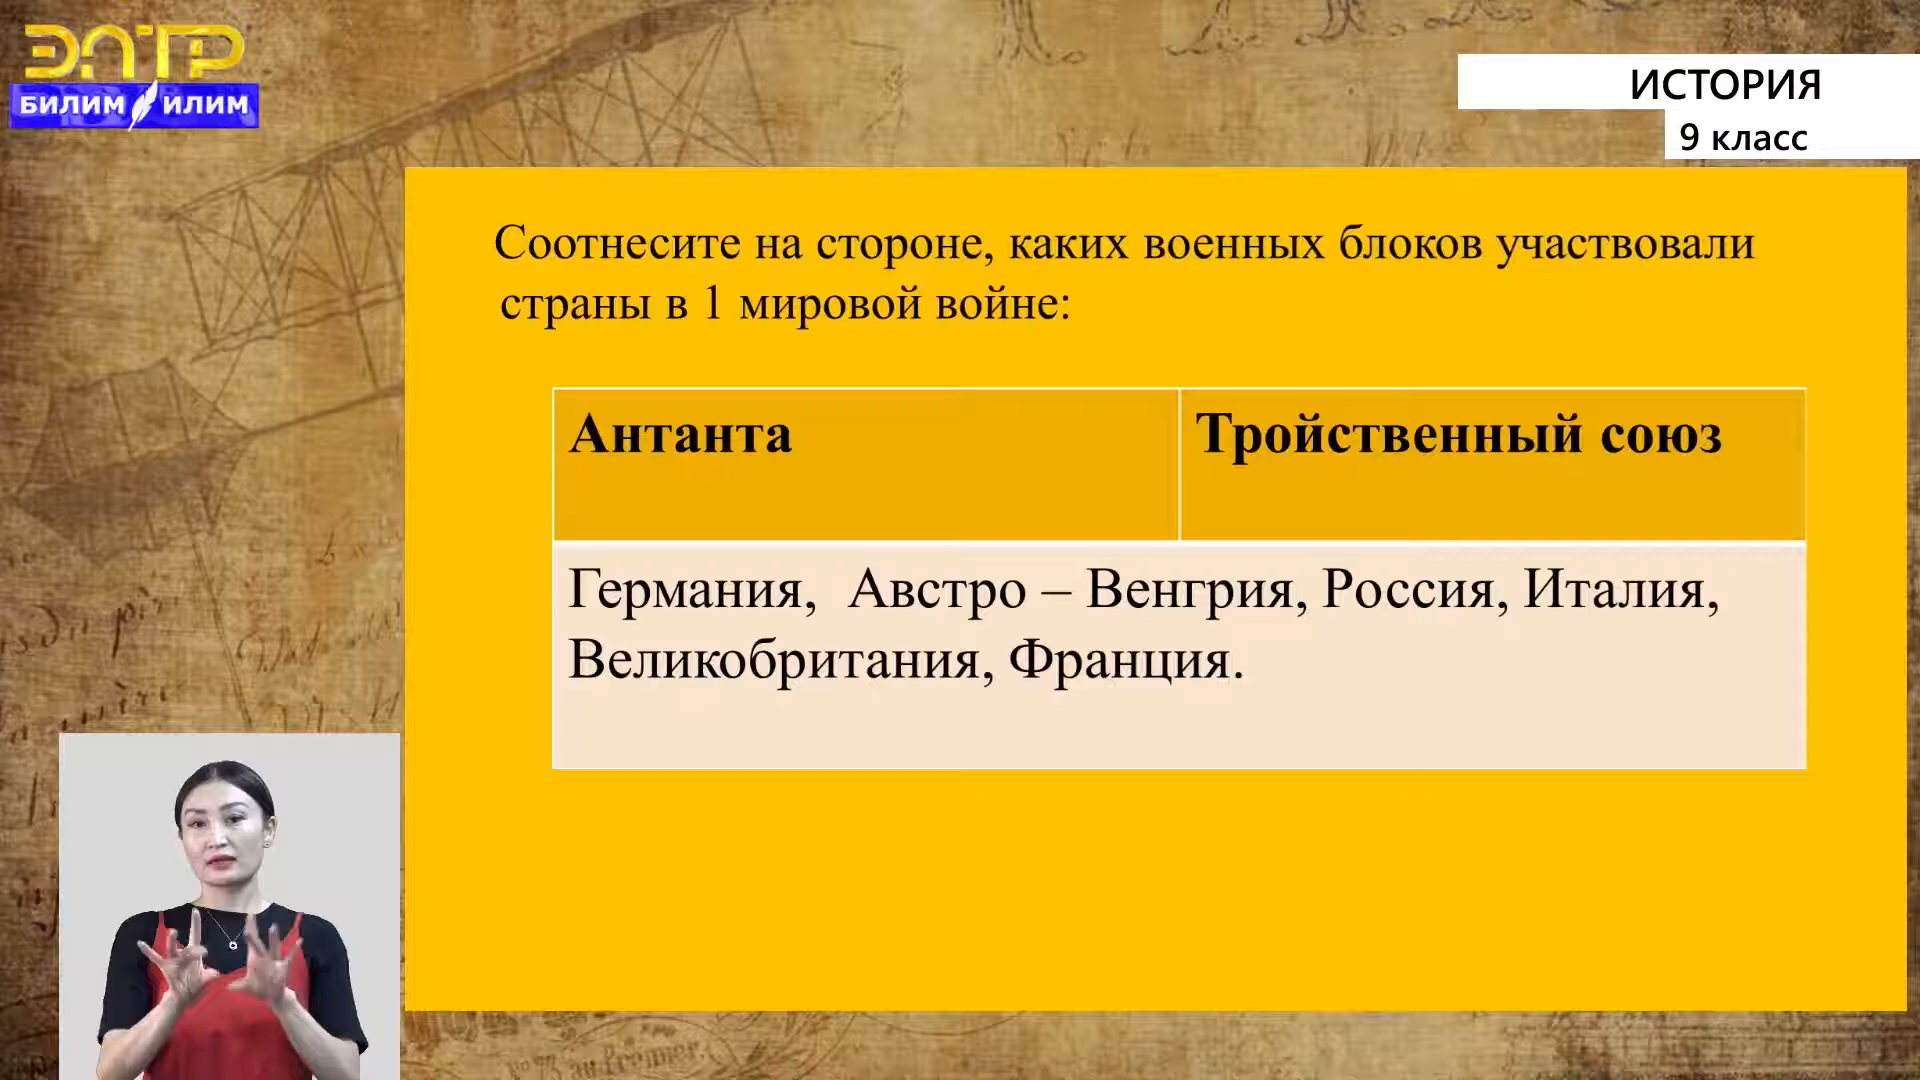 ЭЛТР
БИЛИМ ИЛИМ
ИСТОРИЯ
9 класс
Соотнесите на стороне, каких военных блоков участвовали
страны в 1 мировой войне:
Антанта
Тройственный союз
Германия, Австро – Венгрия, Россия, Италия,
Великобритания, Франция.